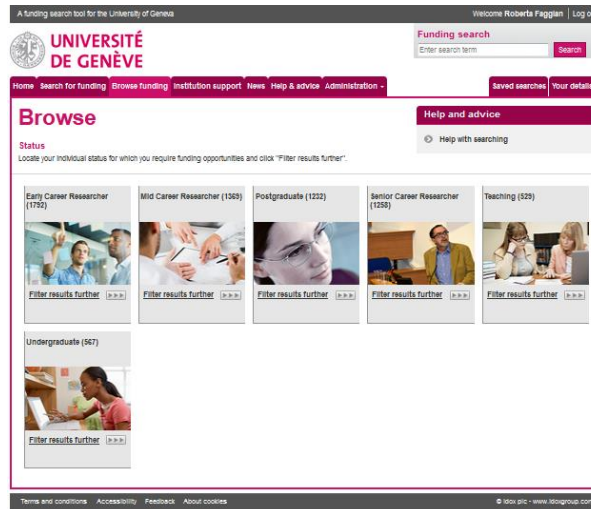 A funding search tool for the University of Geneva
Welcome Roberta Faggian | Log o
UNIVERSITÉ
DE GENÈVE
Funding search
Enter search term
Search
Home Search for funding Browse funding Institution support News Help & advice Administration
Saved searches Your details
Browse
Help and advice
Help with searching
Status
Locate your individual status for which you require funding opportunities and click "Filter results further".
Early Career Researcher
(1792)
Mid Career Researcher (1369)
Postgraduate (1232)
Senior Career Researcher
(1258)
Teaching (529)
Filter results further
Filter results further
Filter results further
Filter results further
Filter results further
Undergraduate (567)
Filter results further
Terms and conditions Accessibility Feedback About cookies
© Idox plc - www.idoxgroup.com